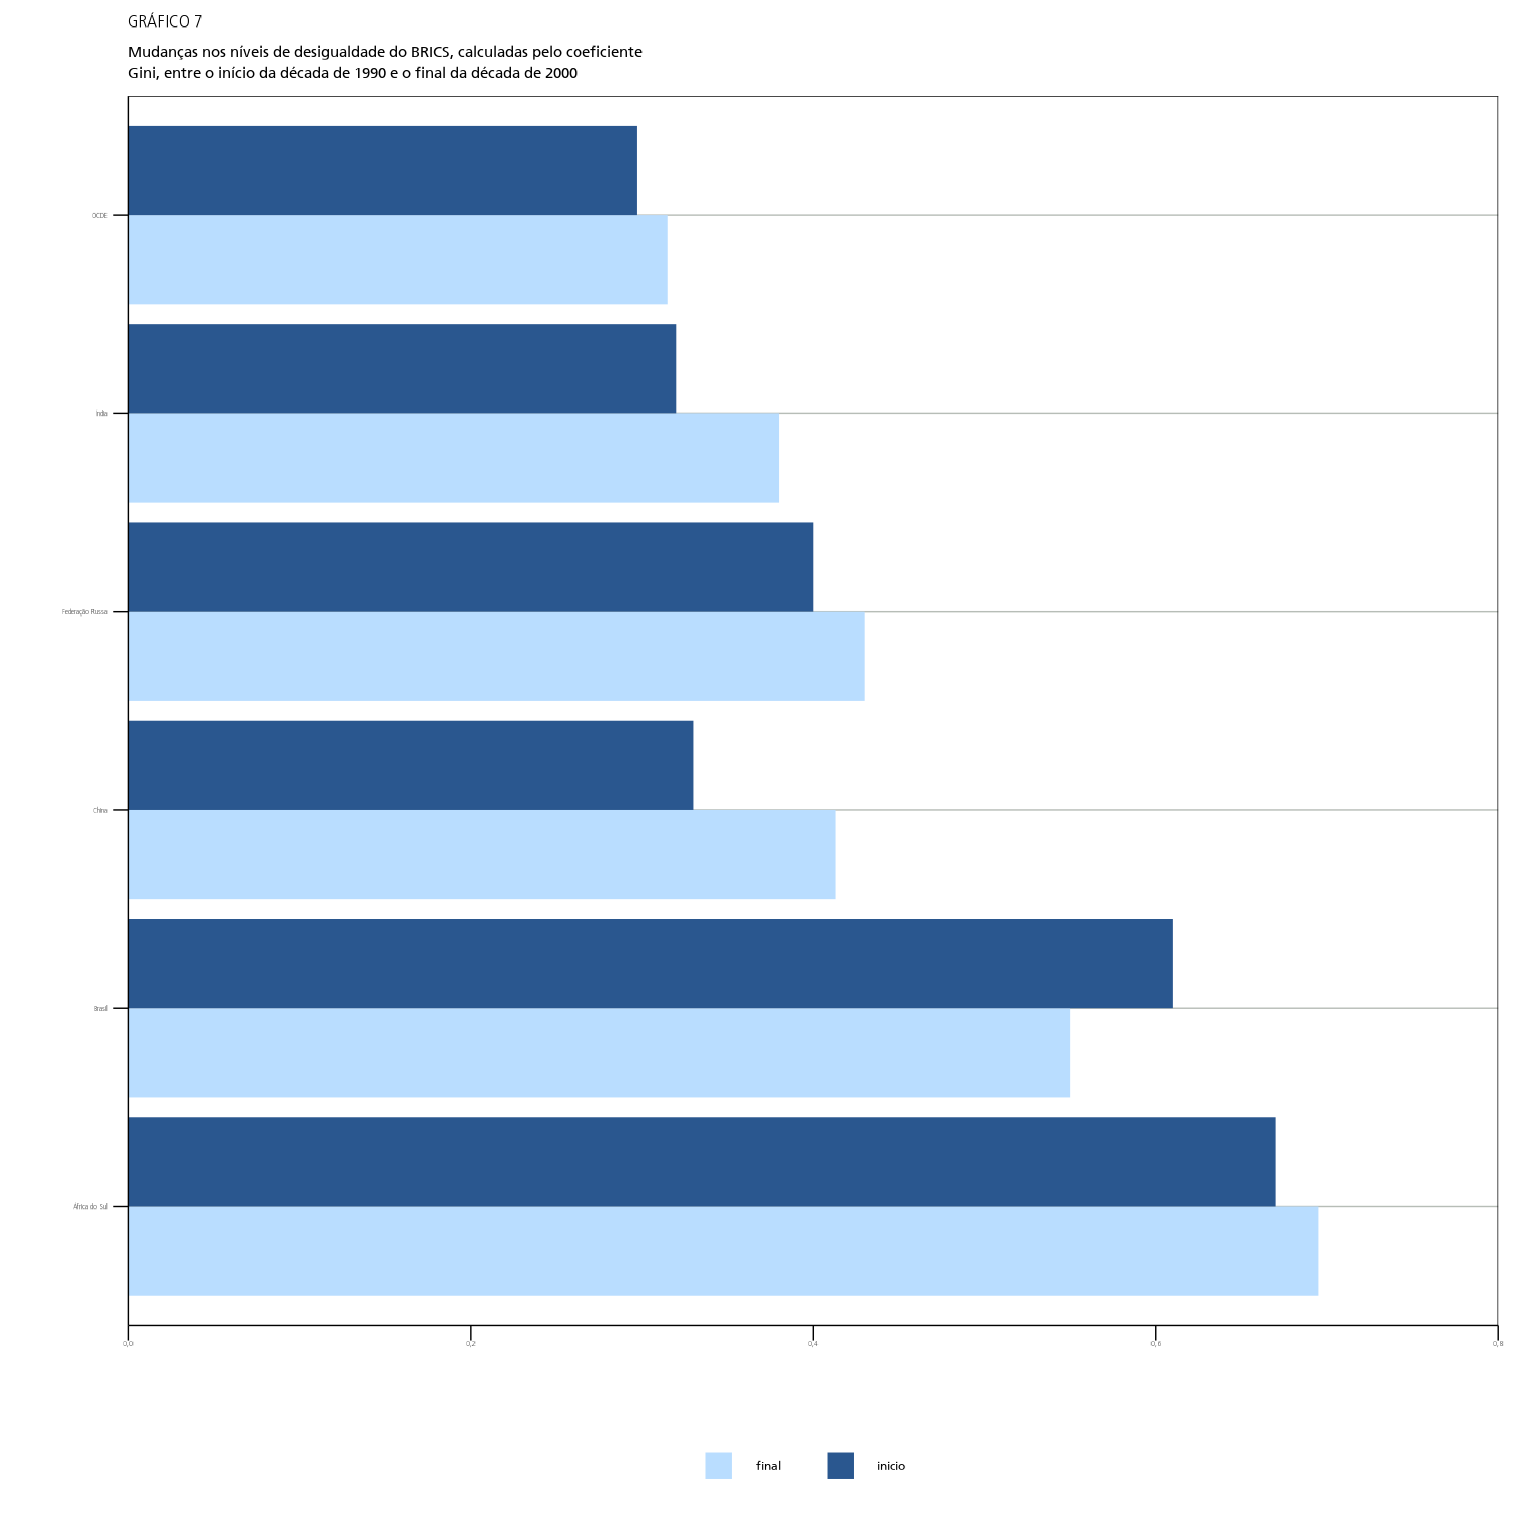 GRÁFICO 7
Mudanças nos níveis de desigualdade do BRICS, calculadas pelo coeficiente
Gini, entre o início da década de 1990 e o final da década de 2000
OCDE
Índia
Federação Russa
China
Brasil
África do Sul
0,0 0,2 0,4 0,6 0,8
final inicio